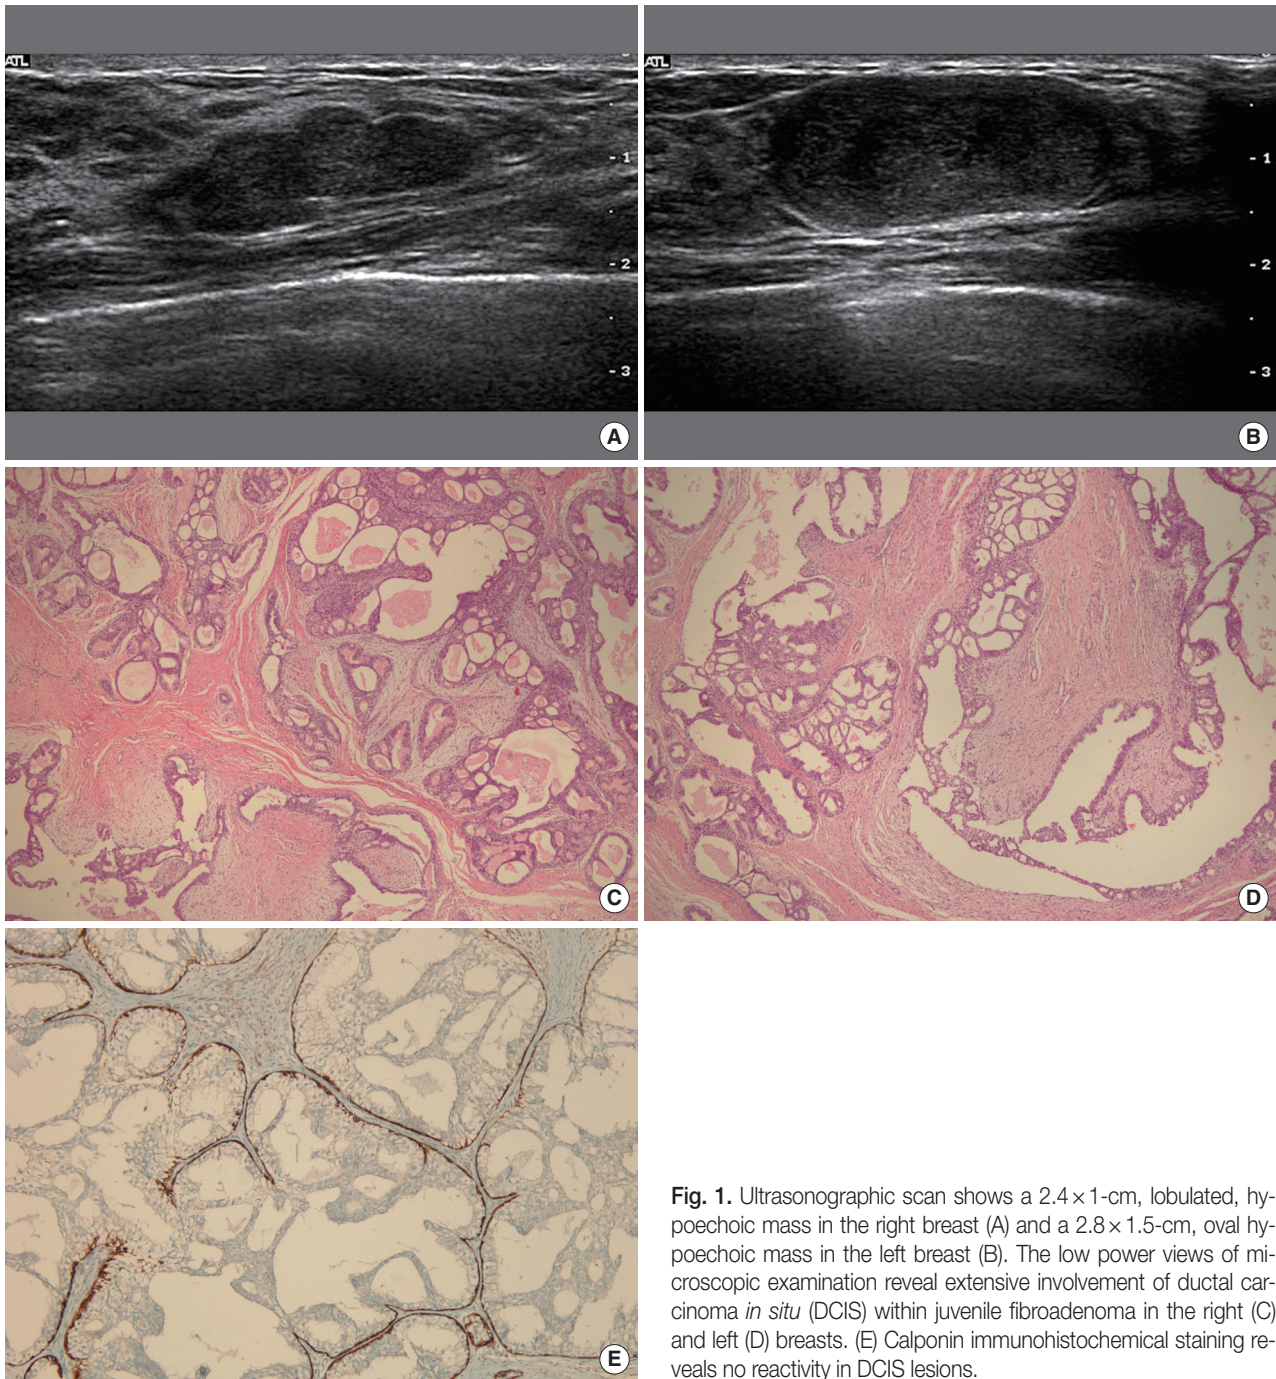 ATL
- 1
- 2
- 3
A
ATL
- 1
- 2
- 3
B
C
D
E
Fig. 1. Ultrasonographic scan shows a 2.4 × 1-cm, lobulated, hy-
poechoic mass in the right breast (A) and a 2.8 × 1.5-cm, oval hy-
poechoic mass in the left breast (B). The low power views of mi-
croscopic examination reveal extensive involvement of ductal car-
cinoma in situ (DCIS) within juvenile fibroadenoma in the right (C)
and left (D) breasts. (E) Calponin immunohistochemical staining re-
veals no reactivity in DCIS lesions.